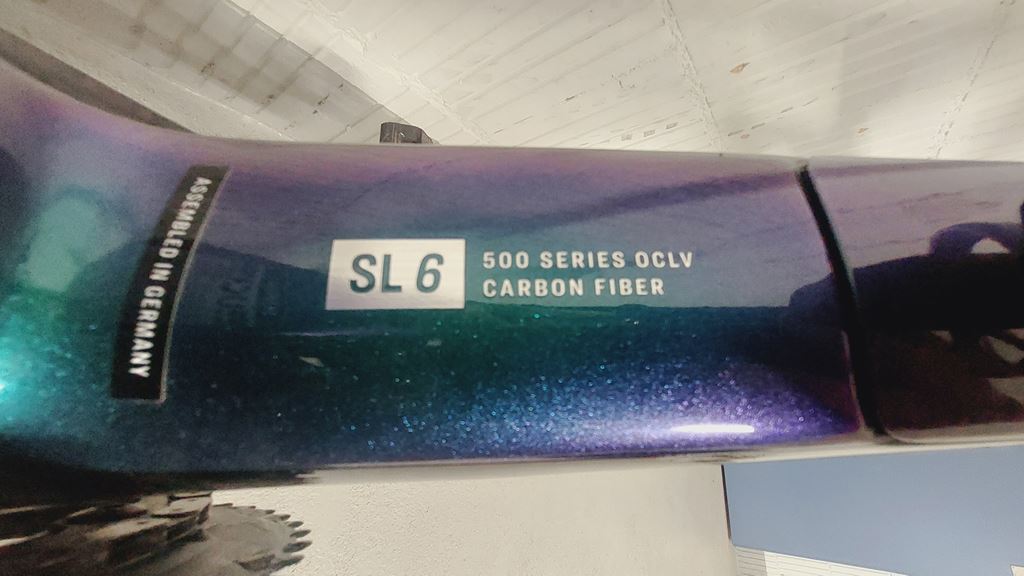 ASSEMBLED IN GERMANY
SL 6
500 SERIES OCLV
CARBON FIBER